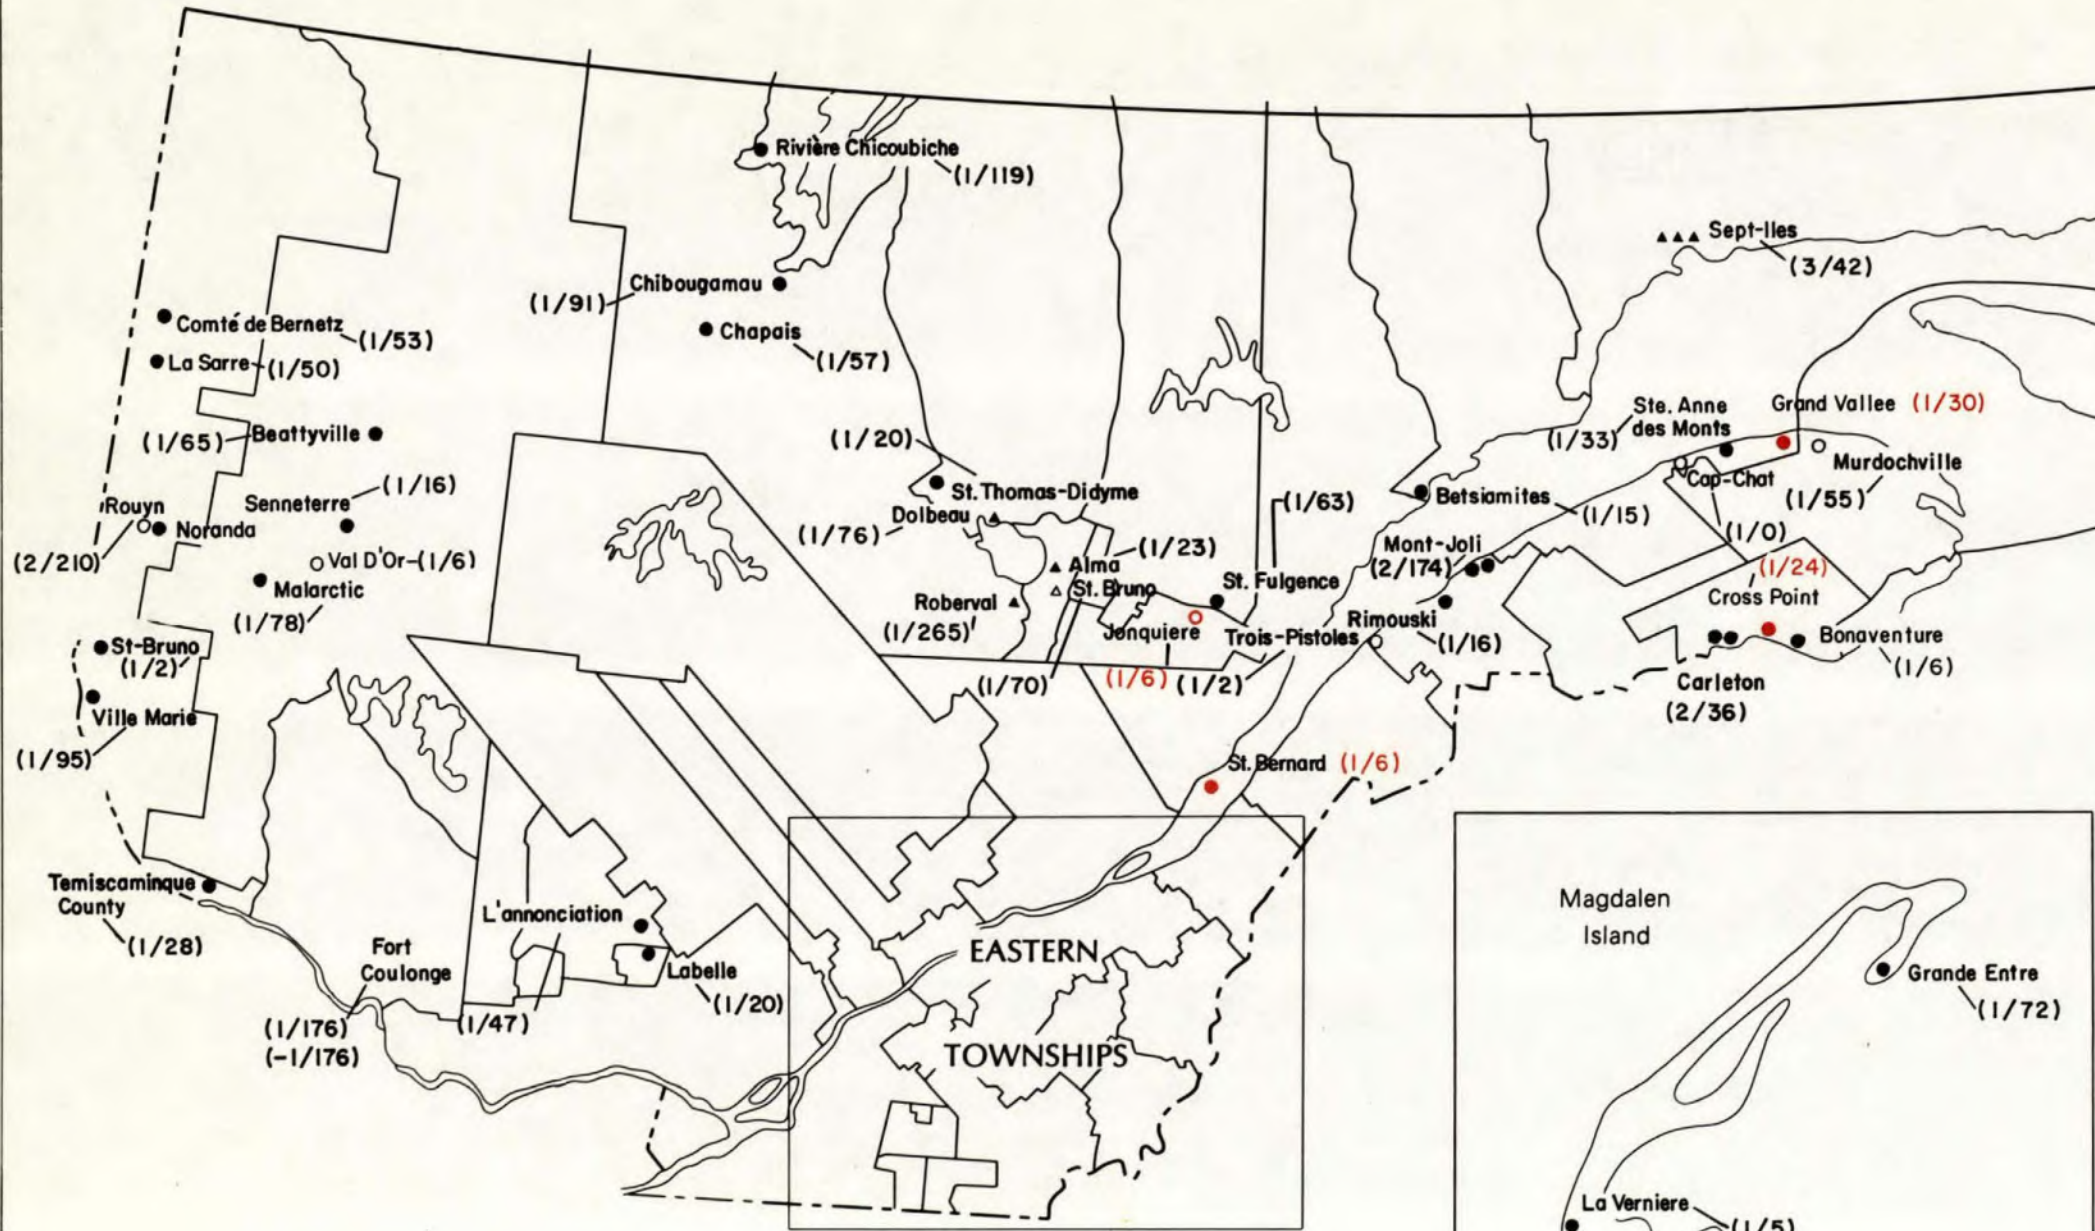 Rivière Chicoubiche
(1/119)
Sept-Iles
(3/42)
Chibougamau
(1/91)
Chapais
(1/57)
Comté de Bernetz
(1/53)
La Sarre
(1/50)
(1/65)
Beattyville
(1/20)
St. Thomas-Didyme
Ste. Anne
des Monts
(1/33)
Grand Vallee (1/30)
Cap-Chat
(1/0)
Murdochville
(1/55)
Senneterre
(1/16)
Rouyn
Noranda
(2/210)
Val D'Or-(1/6)
Malarctic
(1/78)
Dolbeau
(1/76)
Alma
(1/23)
St. Bruno
(1/70)
Roberval
(1/265)
(1/63)
St. Fulgence
Jonquiere
(1/6)
Trois-Pistoles
(1/2)
Betsiamites
(1/15)
Mont-Joli
(2/174)
Rimouski
(1/16)
(1/24)
Cross Point
Bonaventure
(1/6)
Carleton
(2/36)
St-Bruno
(1/2)
Ville Marie
(1/95)
St. Bernard (1/6)
Temiscaminque
County
(1/28)
Fort
Coulonge
(1/176)
(-1/176)
L'annonciation
(1/47)
Labelle
(1/20)
EASTERN
TOWNSHIPS
Magdalen
Island
Grande Entre
(1/72)
La Verniere
(1/5)